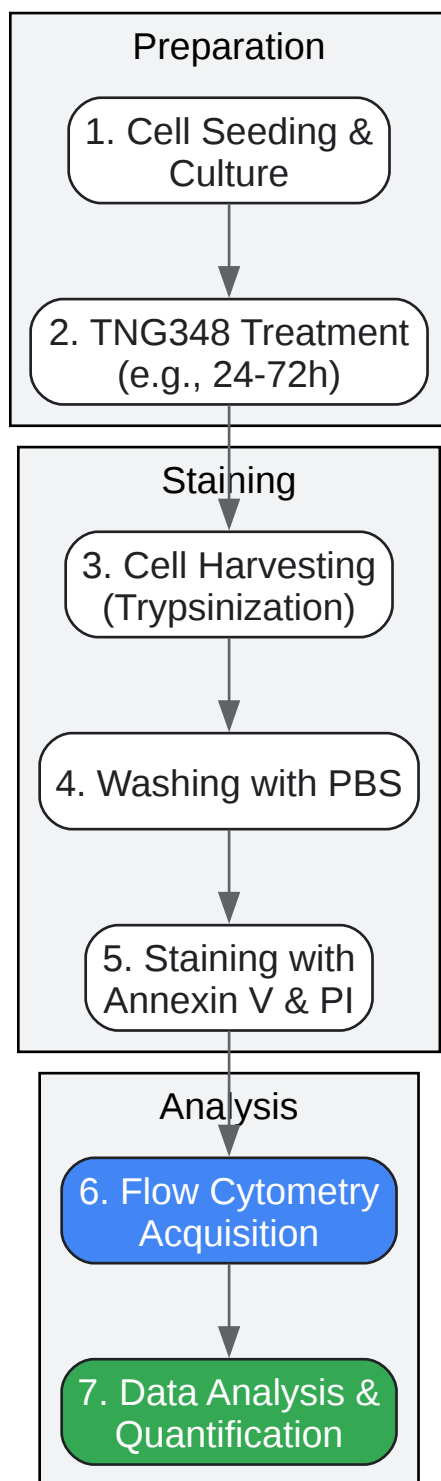 Preparation
1. Cell Seeding &
Culture
2. TNG348 Treatment
(e.g., 24-72h)
Staining
3. Cell Harvesting
(Trypsinization)
4. Washing with PBS
5. Staining with
Annexin V & PI
Analysis
6. Flow Cytometry
Acquisition
7. Data Analysis &
Quantification